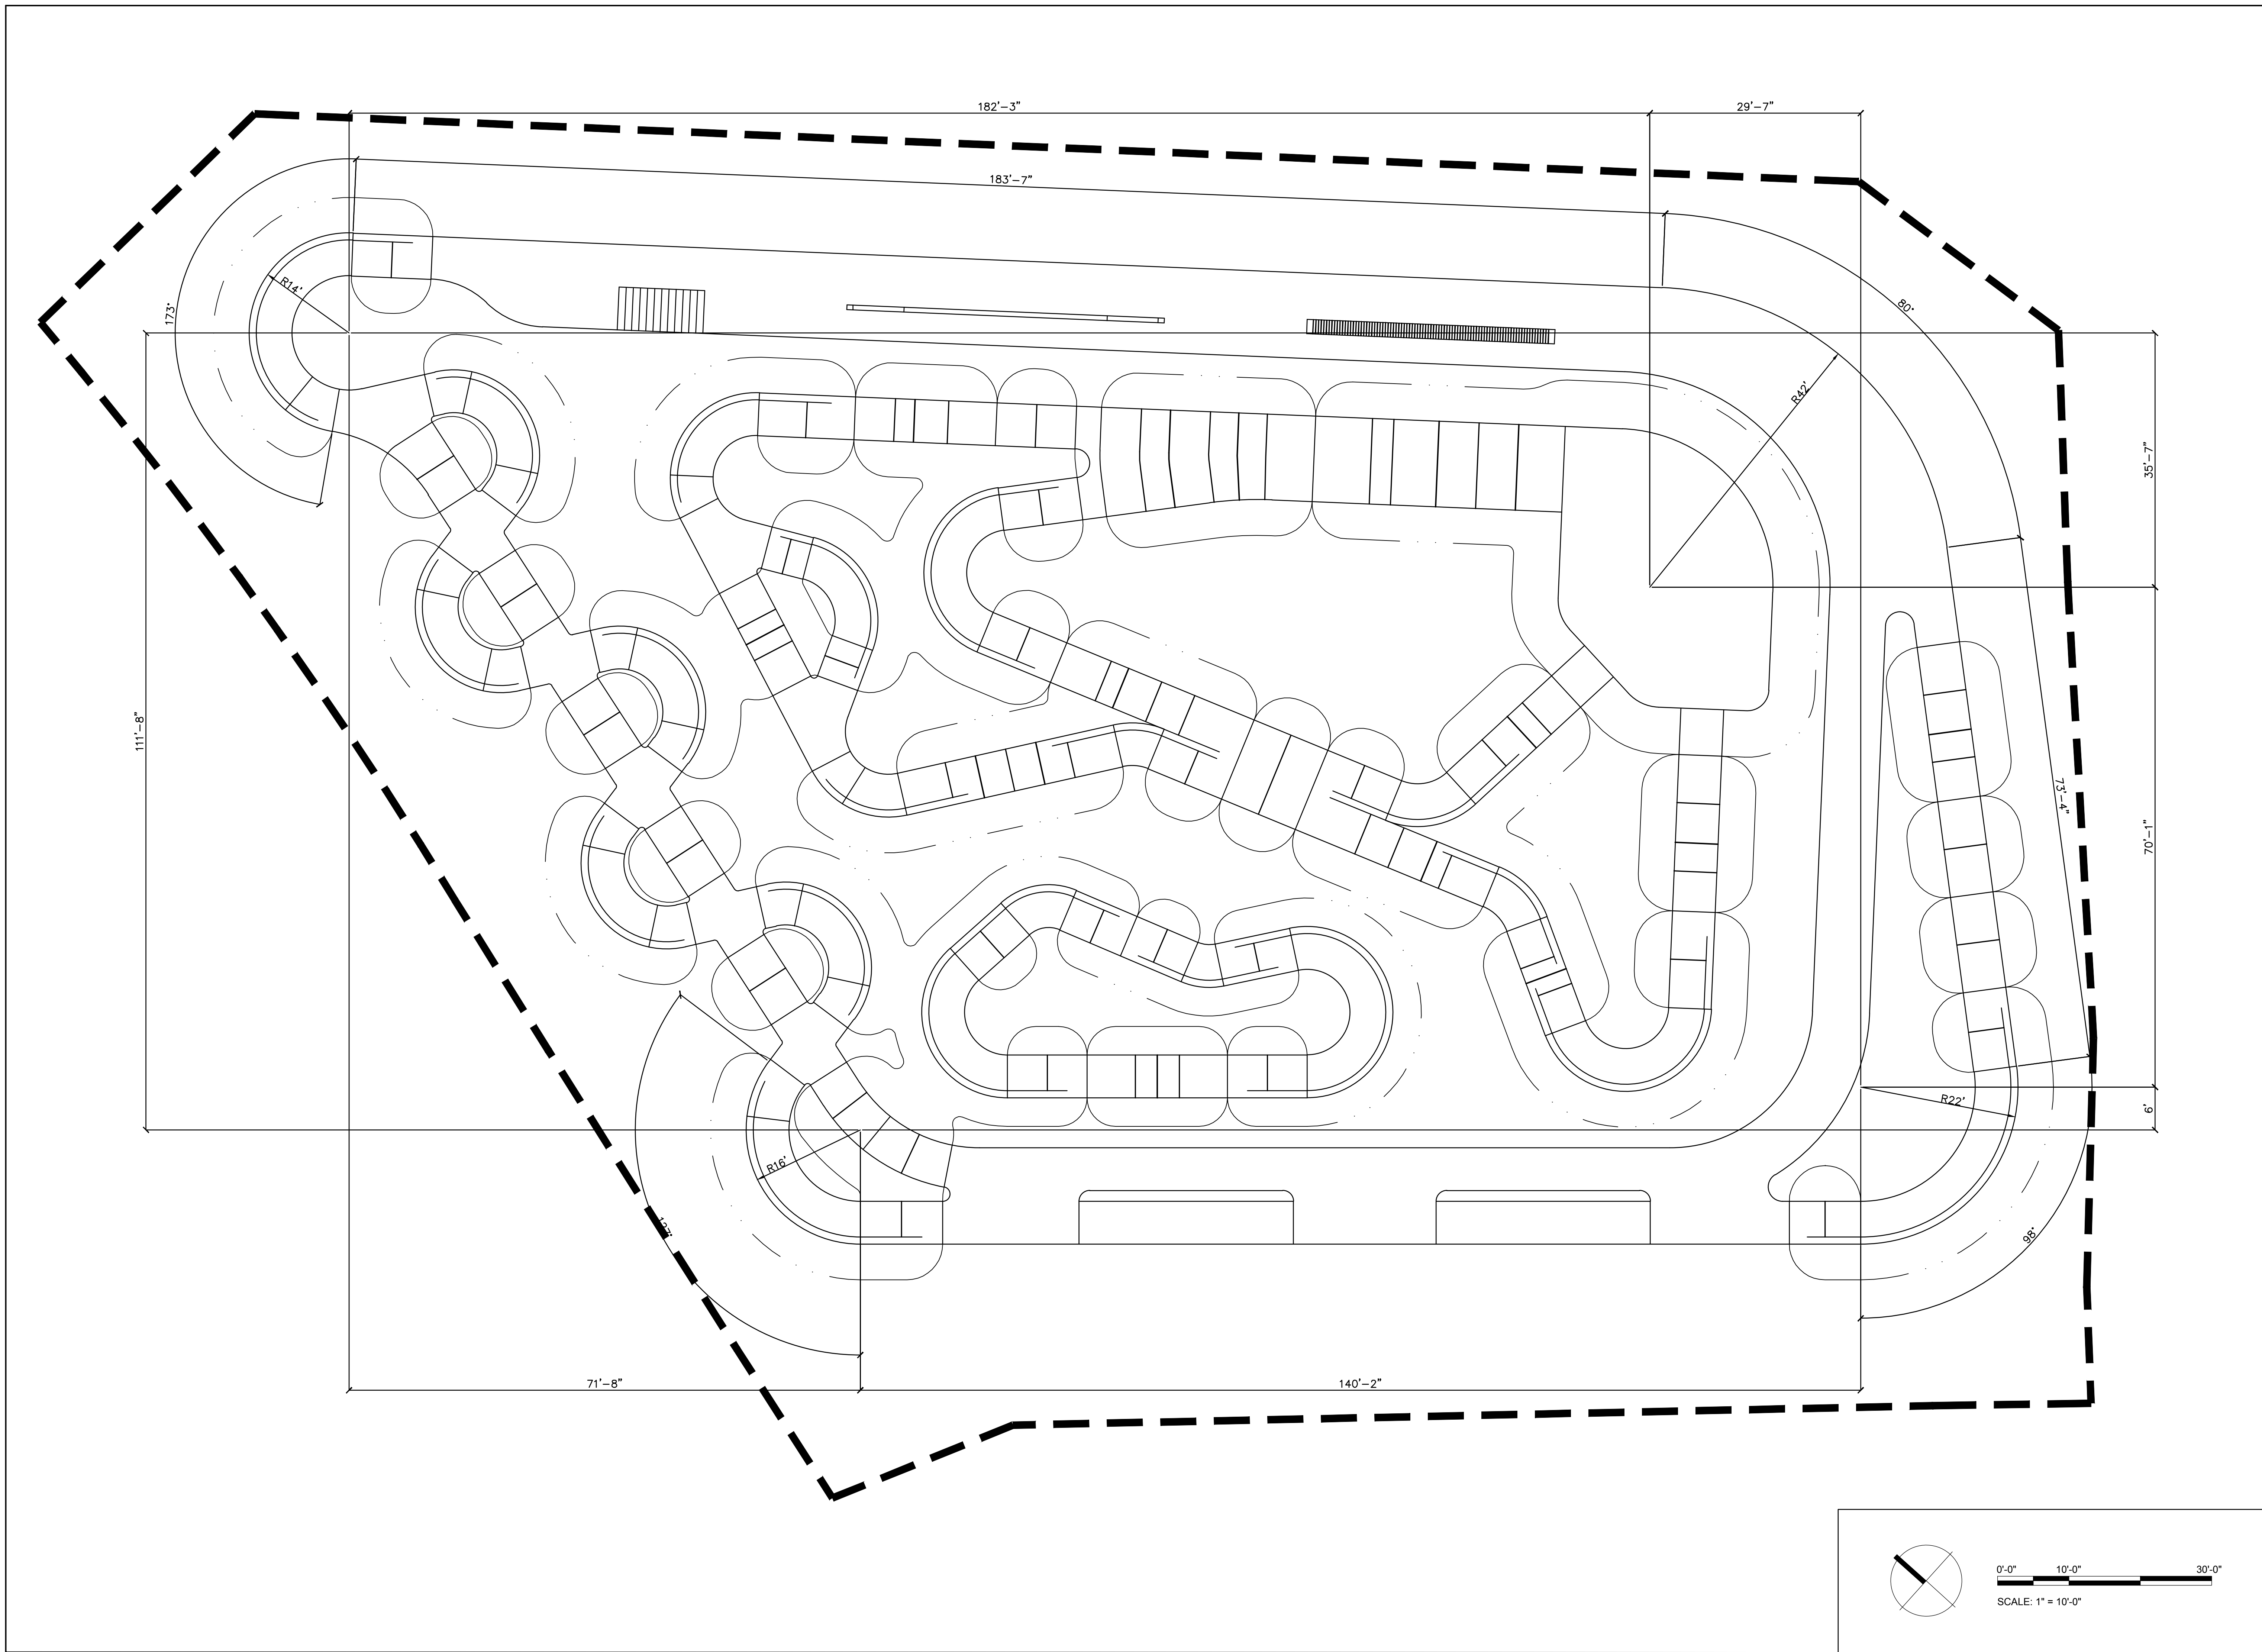 182'-3"
29'-7"
183'-7"
R14'
173°
80°
R42'
35'-7"
111'-8"
73'-4"
70'-1"
R22'
6'
R16'
127°
98°
71'-8"
140'-2"
0'-0" 10'-0" 30'-0"
SCALE: 1" = 10'-0"